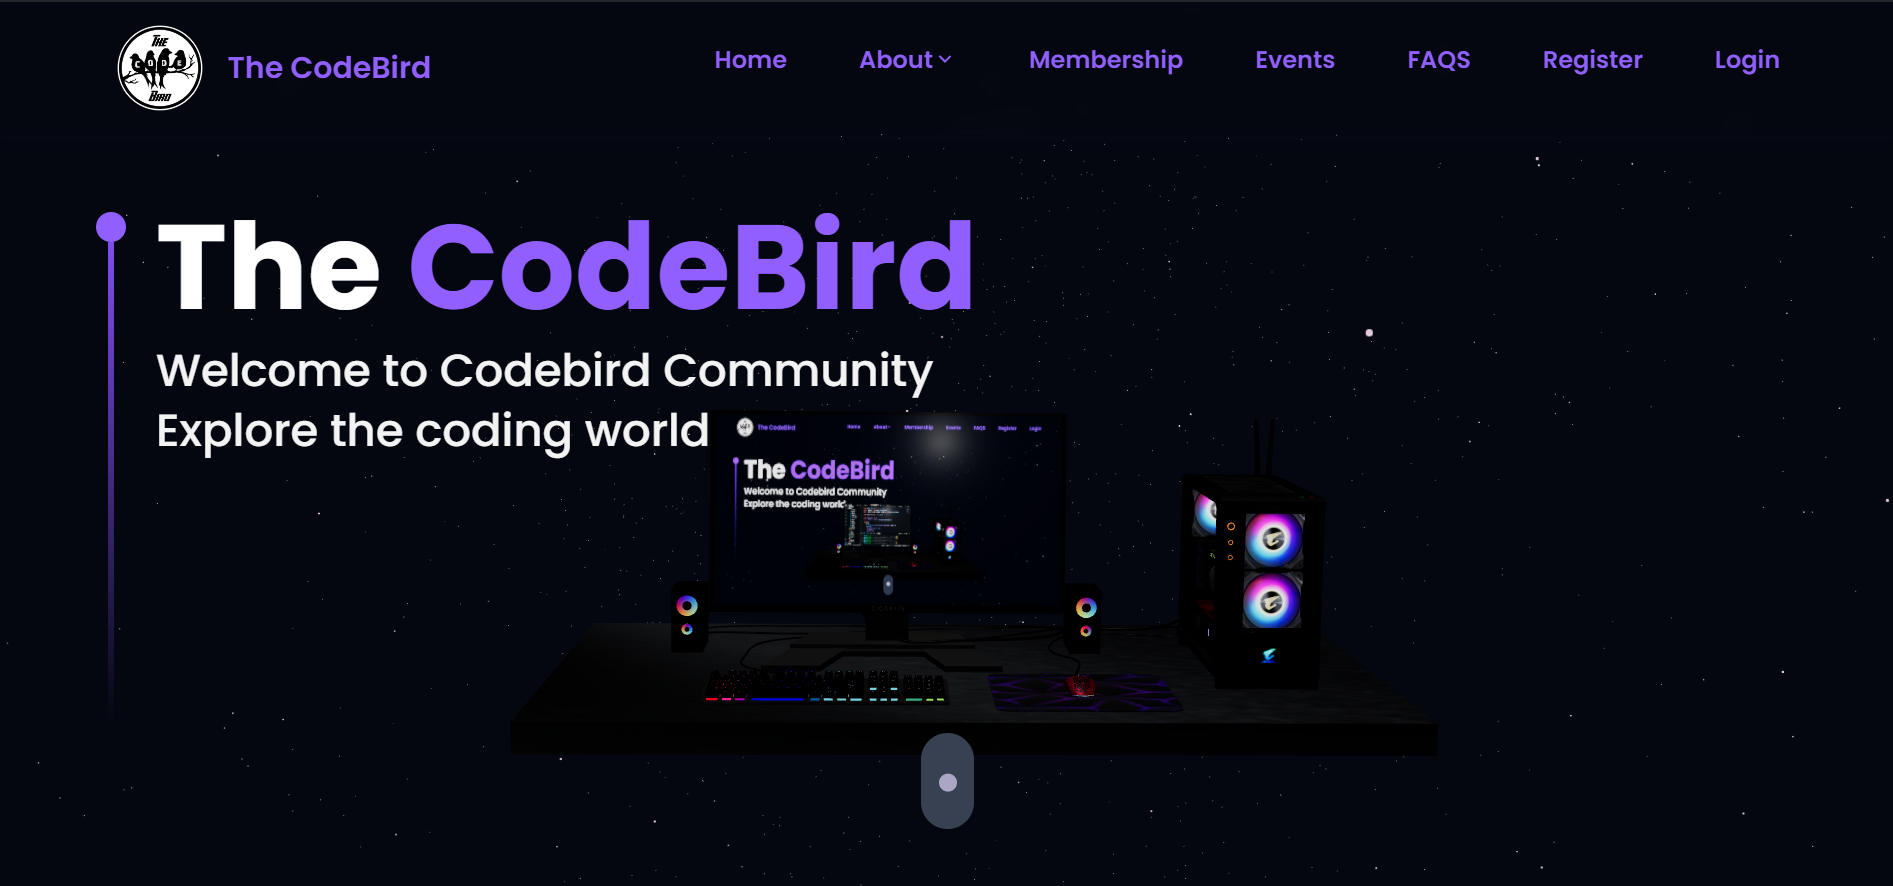 THE
CODE
BIRD
The CodeBird
Home
About
Membership
Events
FAQS
Register
Login
The CodeBird
Welcome to Codebird Community
Explore the coding world
The CodeBird
Home
About
Membership
Events
FAQS
Register
Login
The CodeBird
Welcome to Codebird Community
Explore the coding world